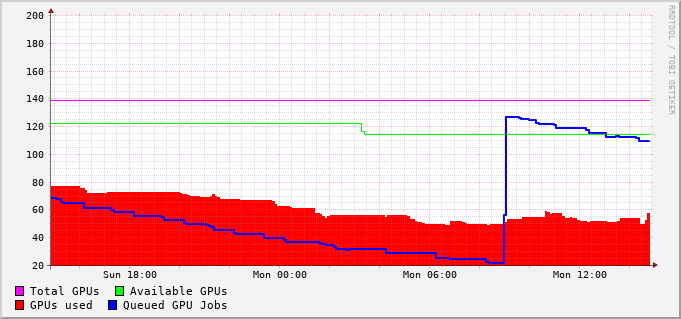 200
180
160
140
120
100
80
60
40
20
Sun 18:00 Mon 00:00 Mon 06:00 Mon 12:00
Total GPUs Available GPUs
GPUs used Queued GPU Jobs
RRDTOOL / TOBI OETIKER